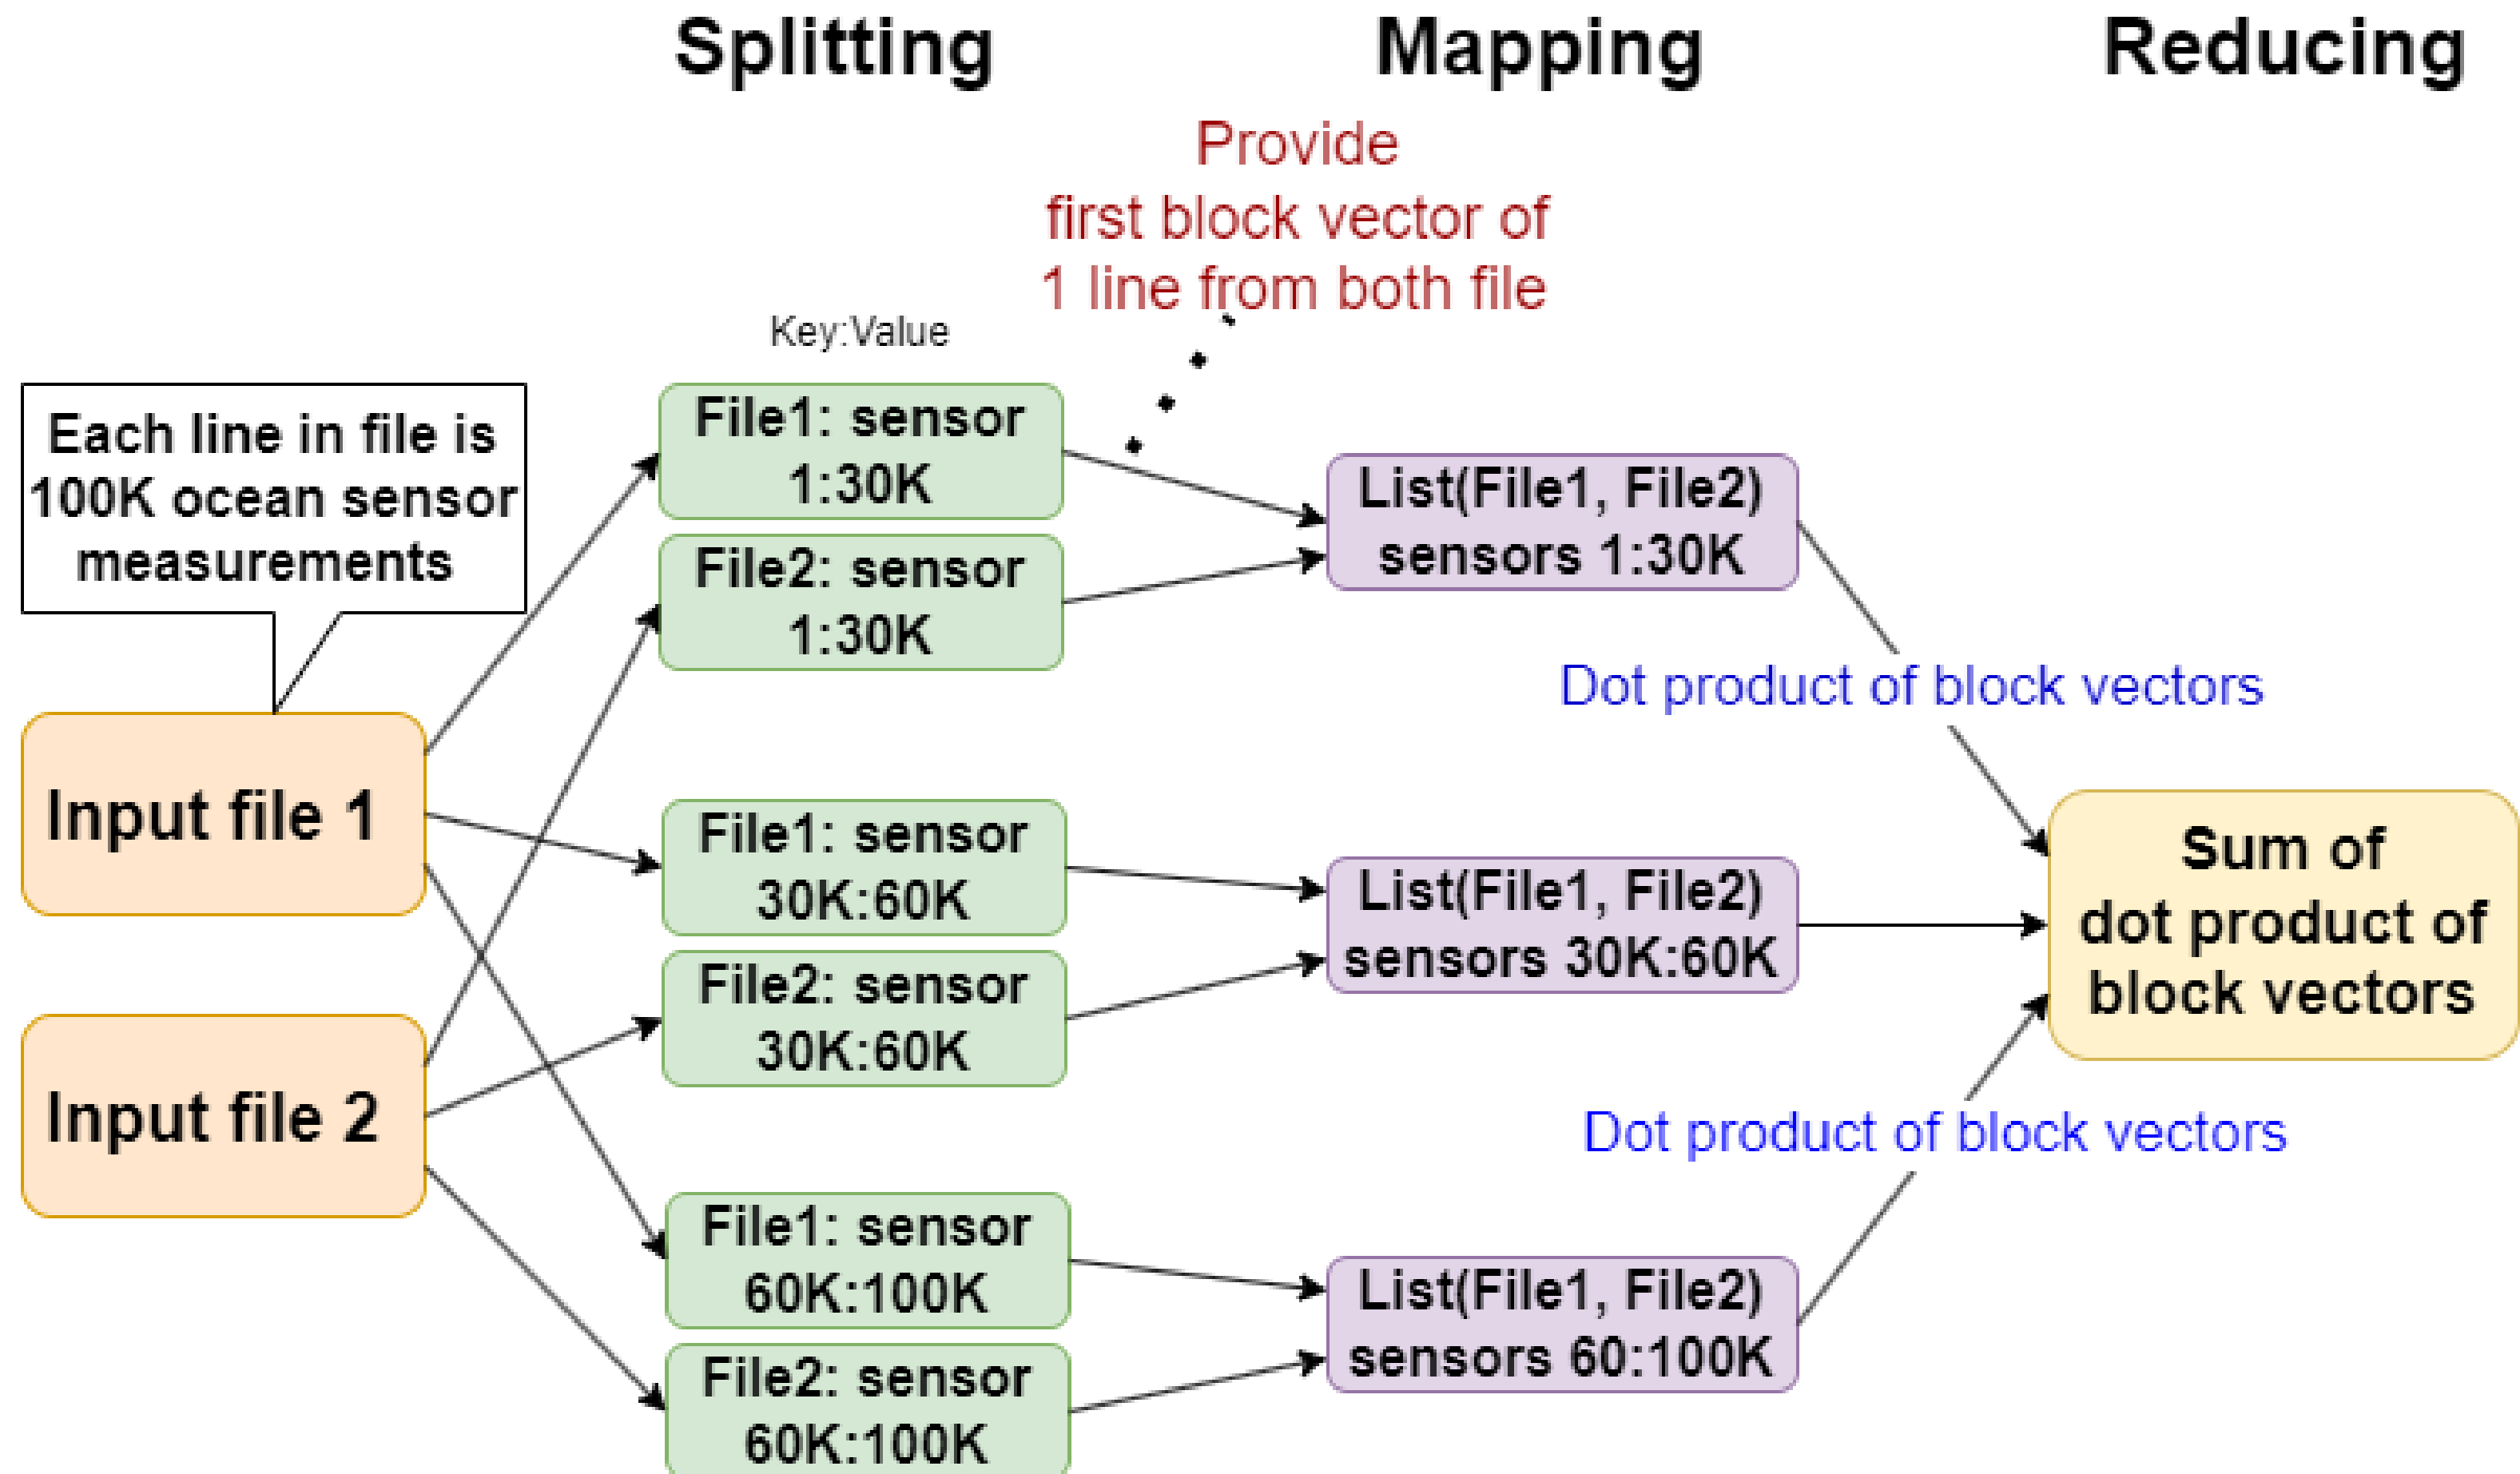 Splitting
Mapping
Reducing
Provide
first block vector of
1 line from both file
Key:Value
Each line in file is
100K ocean sensor
measurements
Input file 1
Input file 2
File1: sensor
1:30K
File2: sensor
1:30K
File1: sensor
30K:60K
File2: sensor
30K:60K
File1: sensor
60K:100K
File2: sensor
60K:100K
List(File1, File2)
sensors 1:30K
List(File1, File2)
sensors 30K:60K
List(File1, File2)
sensors 60:100K
Dot product of block vectors
Dot product of block vectors
Sum of
dot product of
block vectors